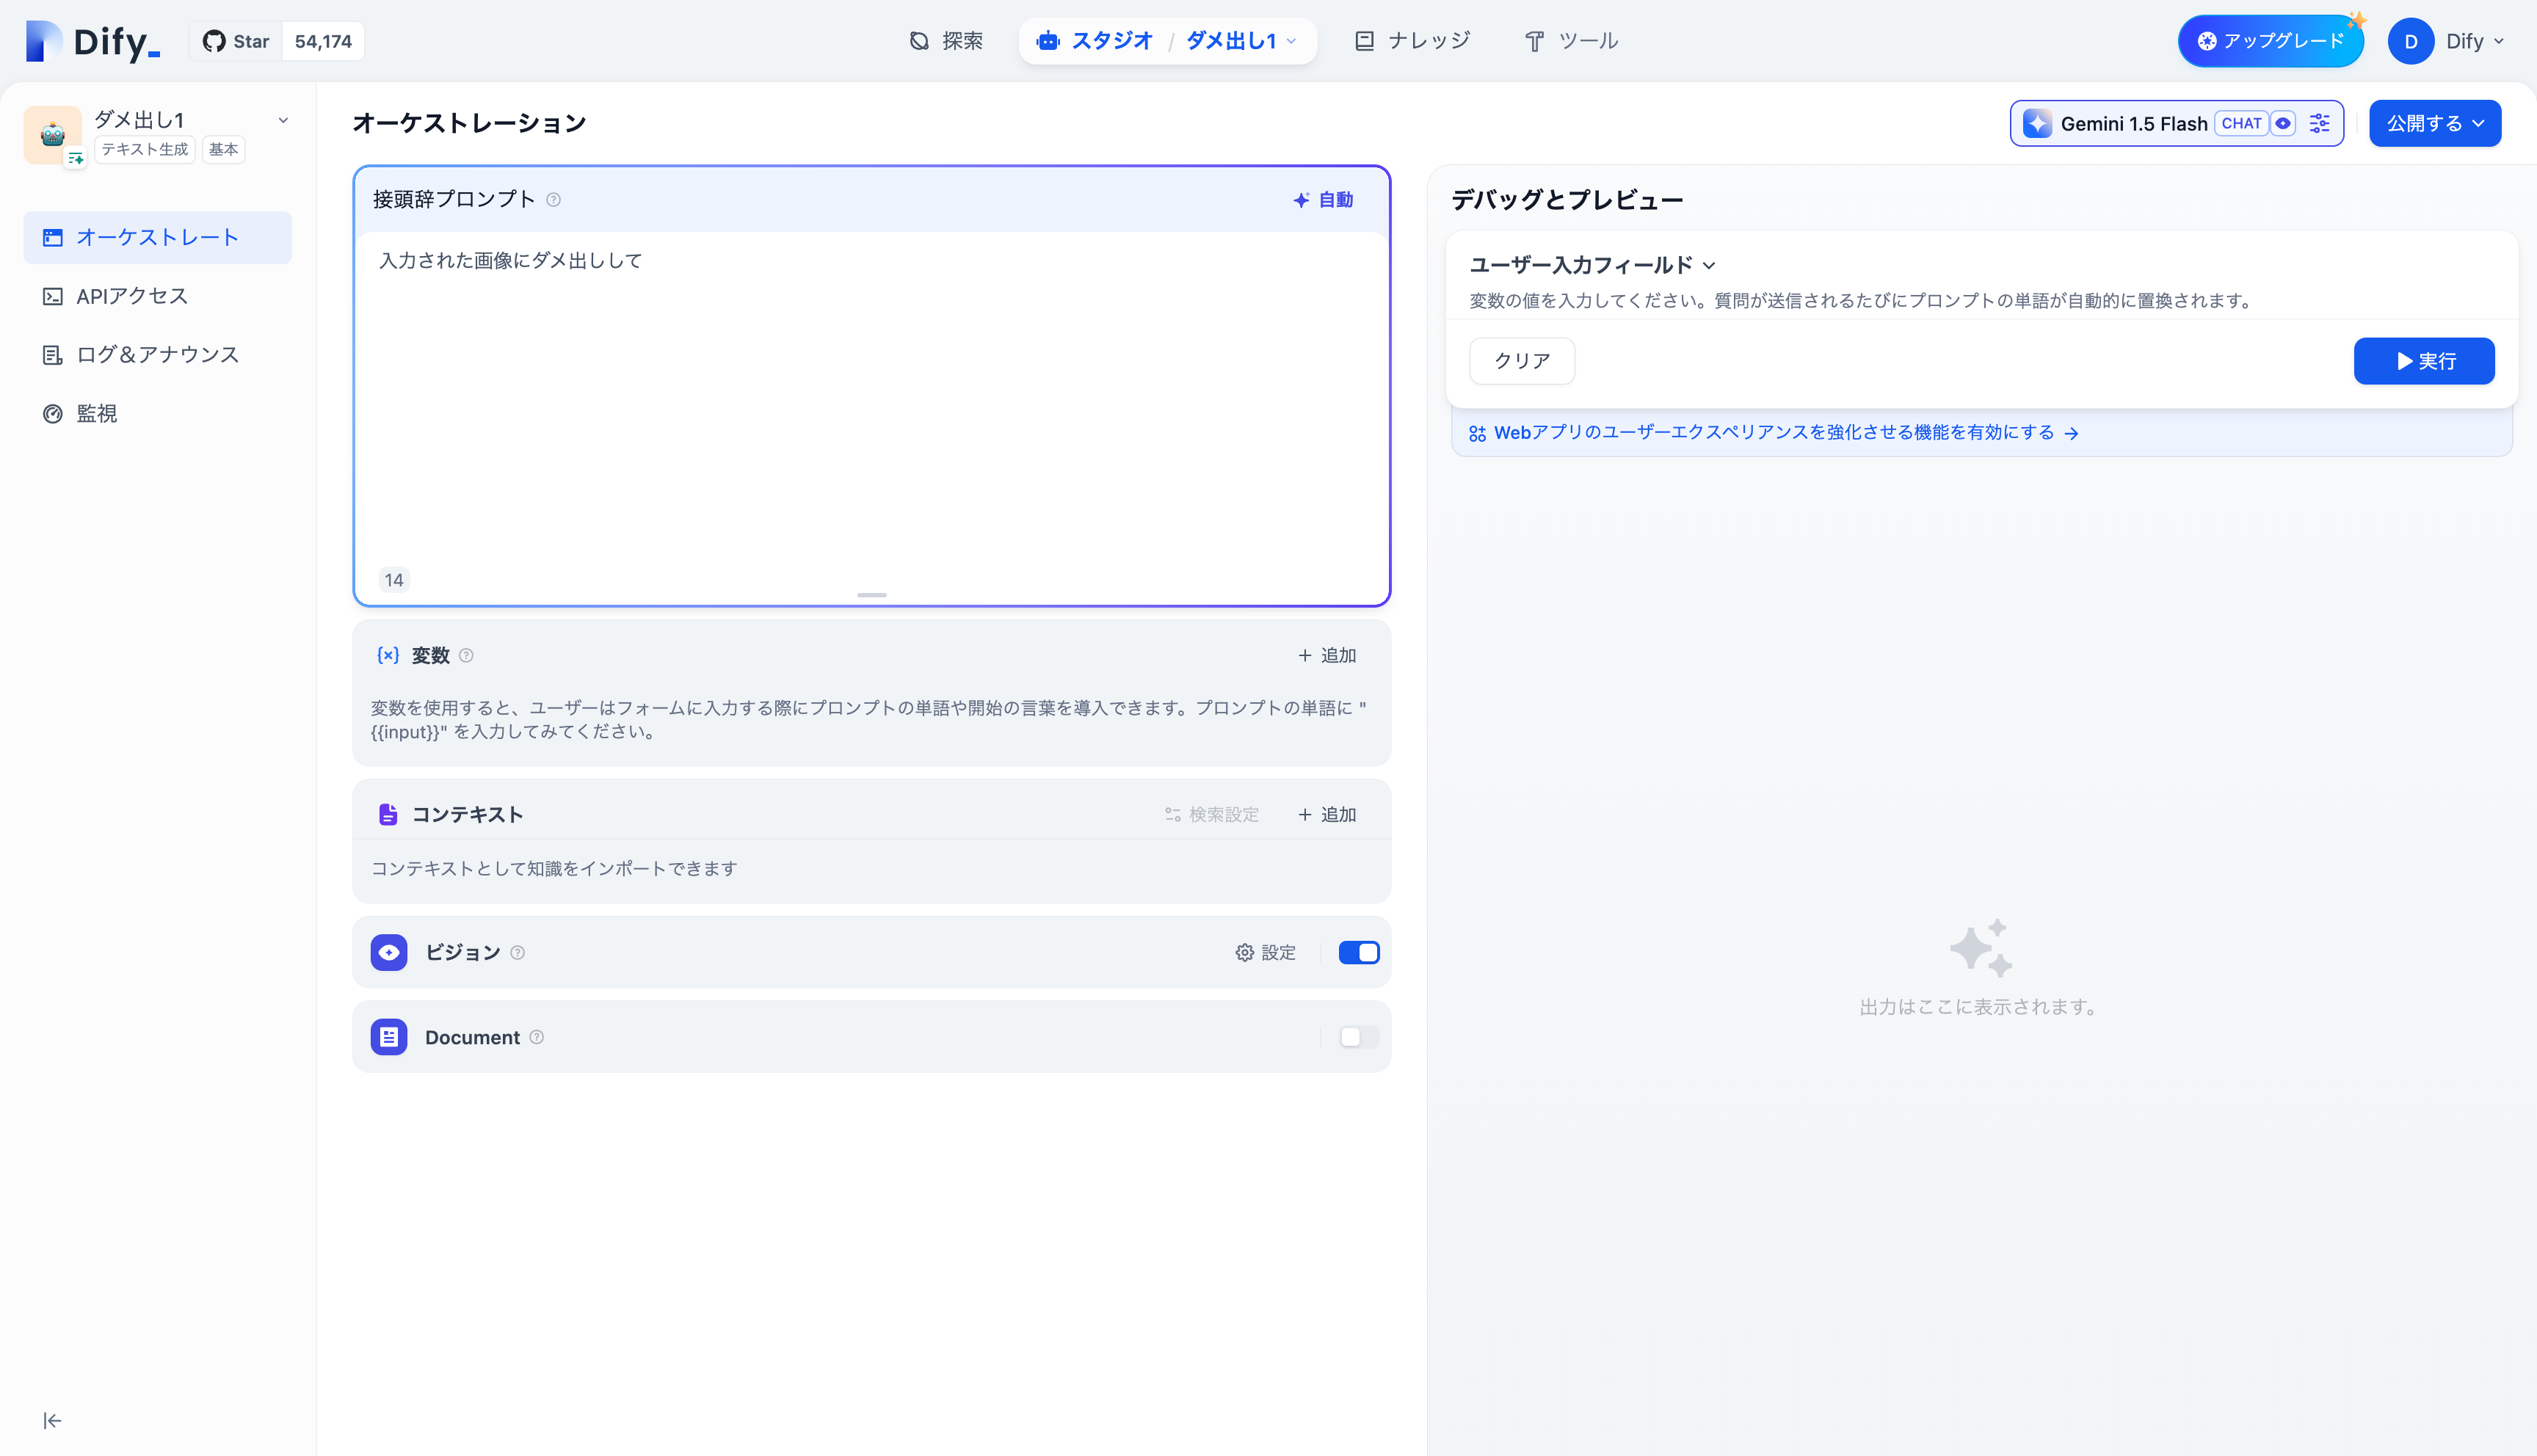 Dify_
Star 54,174
探索
スタジオ / ダメ出し1
ナレッジ
ツール
アップグレード
D Dify
ダメ出し1
テキスト生成 基本
オーケストレート
APIアクセス
ログ＆アナウンス
監視
オーケストレーション
Gemini 1.5 Flash CHAT
公開する
接頭辞プロンプト
自動
入力された画像にダメ出しして
14
{x} 変数
+ 追加
変数を使用すると、ユーザーはフォームに入力する際にプロンプトの単語や開始の言葉を導入できます。プロンプトの単語に "
{{input}}" を入力してみてください。
コンテキスト
検索設定
+ 追加
コンテキストとして知識をインポートできます
ビジョン
設定
Document
デバッグとプレビュー
ユーザー入力フィールド
変数の値を入力してください。質問が送信されるたびにプロンプトの単語が自動的に置換されます。
クリア
実行
Webアプリのユーザーエクスペリアンスを強化させる機能を有効にする →
出力はここに表示されます。